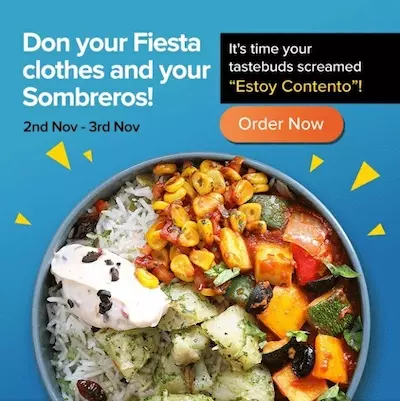 Don your Fiesta
clothes and your
Sombreros!
2nd Nov - 3rd Nov
It's time your
tastebuds screamed
“Estoy Contento”!
Order Now